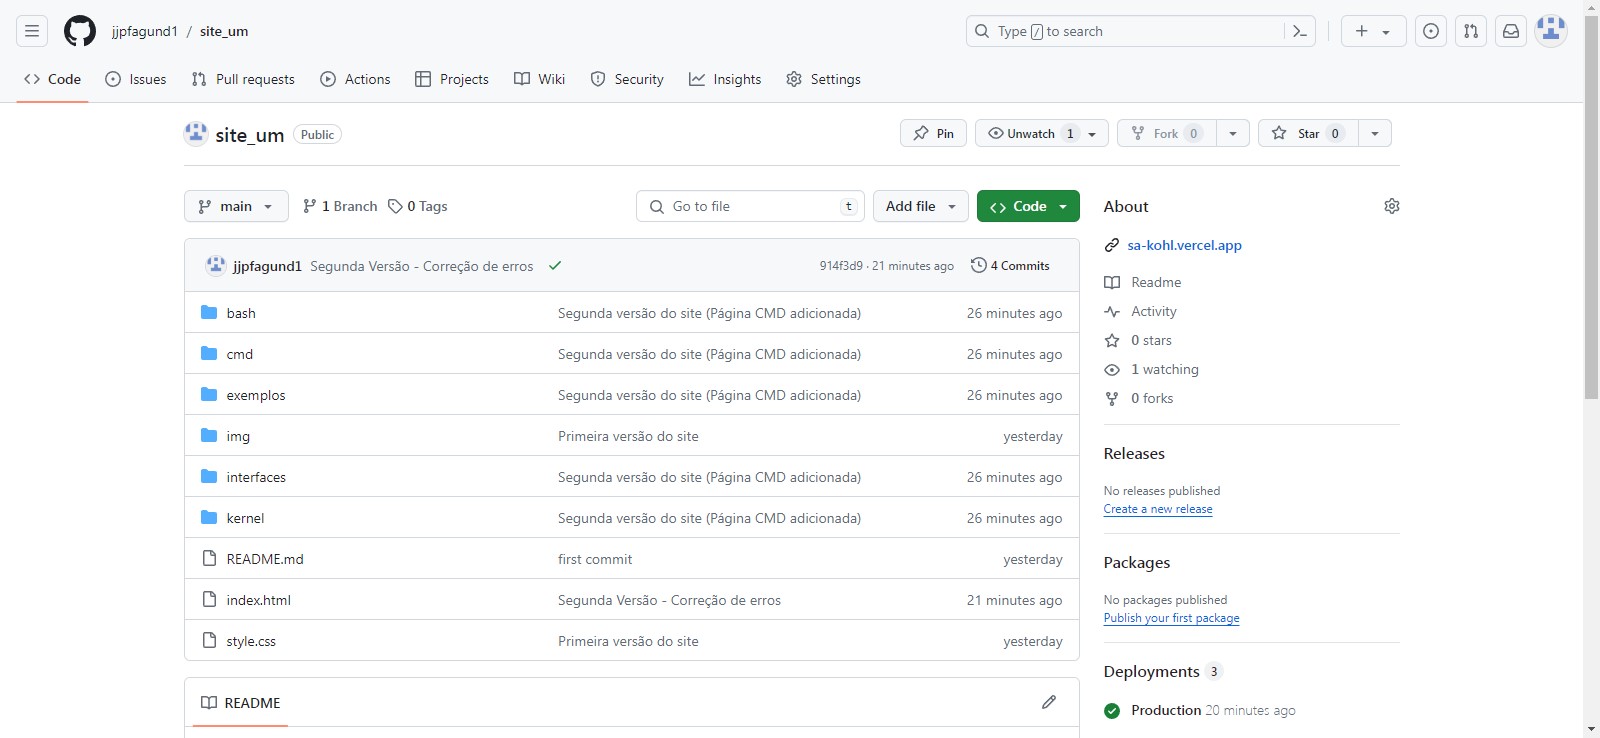 jjpfagund1 / site_um
Type / to search
Code Issues Pull requests Actions Projects Wiki Security Insights Settings
site_um Public
Pin Unwatch 1 Fork 0 Star 0
main 1 Branch 0 Tags Go to file t Add file Code
jjpfagund1 Segunda Versão - Correção de erros 914f3d9 · 21 minutes ago 4 Commits
bash Segunda versão do site (Página CMD adicionada) 26 minutes ago
cmd Segunda versão do site (Página CMD adicionada) 26 minutes ago
exemplos Segunda versão do site (Página CMD adicionada) 26 minutes ago
img Primeira versão do site yesterday
interfaces Segunda versão do site (Página CMD adicionada) 26 minutes ago
kernel Segunda versão do site (Página CMD adicionada) 26 minutes ago
README.md first commit yesterday
index.html Segunda Versão - Correção de erros 21 minutes ago
style.css Primeira versão do site yesterday
README
About
sa-kohl.vercel.app
Readme
Activity
0 stars
1 watching
0 forks
Releases
No releases published
Create a new release
Packages
No packages published
Publish your first package
Deployments 3
Production 20 minutes ago